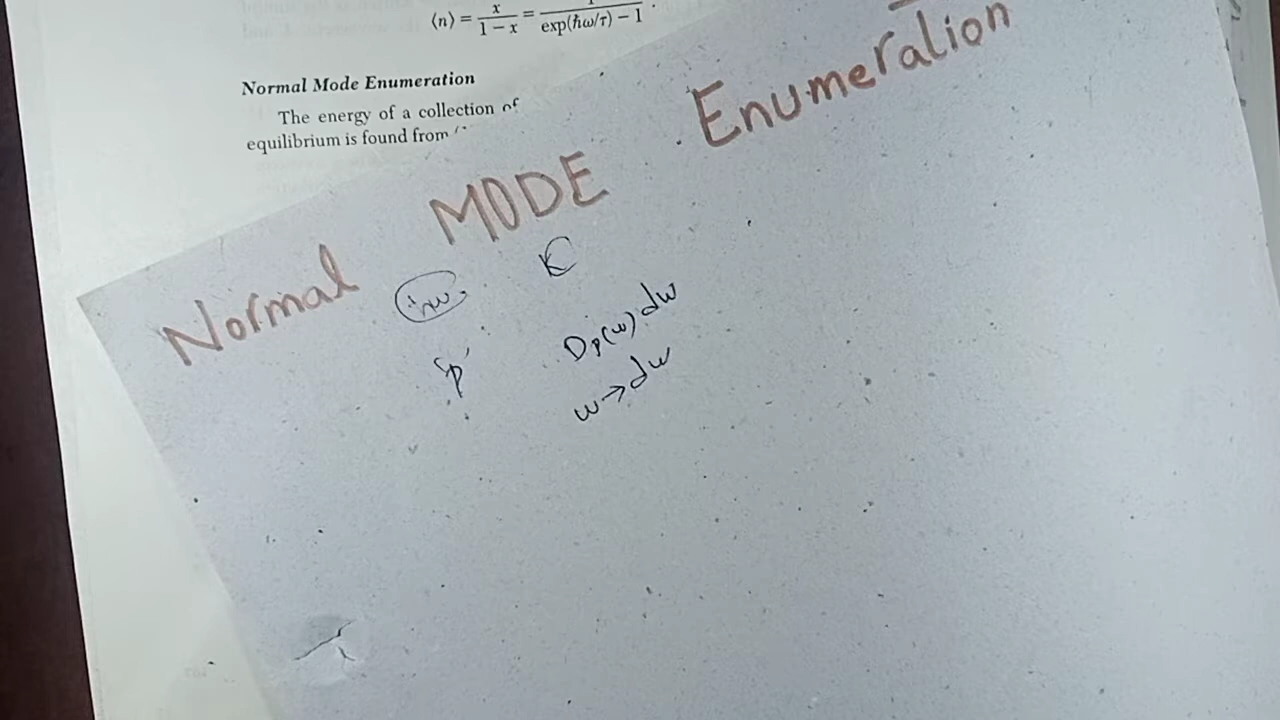 ⟨n⟩ = x/(1 − x) = 1/(exp(ℏω/τ) − 1) .
Normal Mode Enumeration
The energy of a collection of
equilibrium is found from
Normal MODE Enumeration
ℏω K
'p' Dp(ω)dω
ω→dω